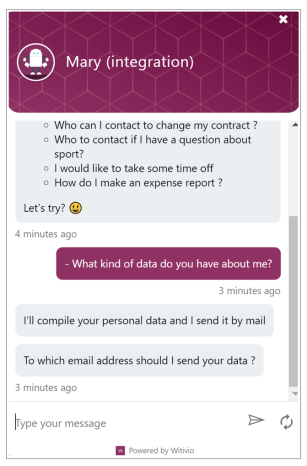 Mary (integration)
Who can I contact to change my contract ?
Who to contact if I have a question about
sport?
I would like to take some time off
How do I make an expense report ?
Let's try? 😃
4 minutes ago
- What kind of data do you have about me?
3 minutes ago
I'll compile your personal data and I send it by mail
To which email address should I send your data ?
3 minutes ago
Type your message
W Powered by Witivio